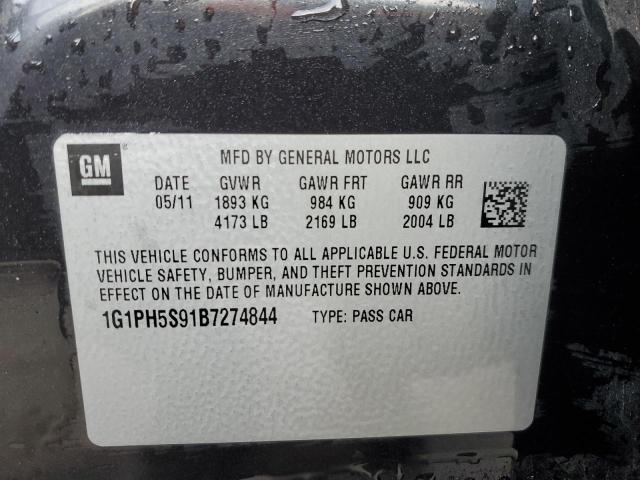 GM ®
MFD BY GENERAL MOTORS LLC
DATE GVWR GAWR FRT GAWR RR
05/11 1893 KG 984 KG 909 KG
4173 LB 2169 LB 2004 LB
THIS VEHICLE CONFORMS TO ALL APPLICABLE U.S. FEDERAL MOTOR
VEHICLE SAFETY, BUMPER, AND THEFT PREVENTION STANDARDS IN
EFFECT ON THE DATE OF MANUFACTURE SHOWN ABOVE.
1G1PH5S91B7274844 TYPE: PASS CAR